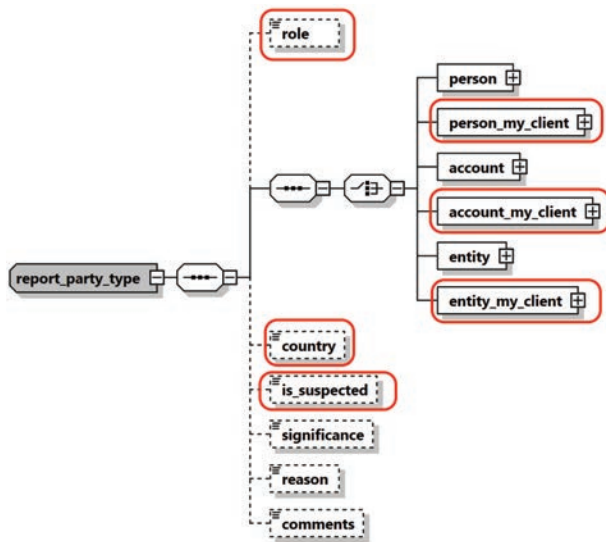 role
person
person_my_client
account
account_my_client
report_party_type
entity
entity_my_client
country
is_suspected
significance
reason
comments